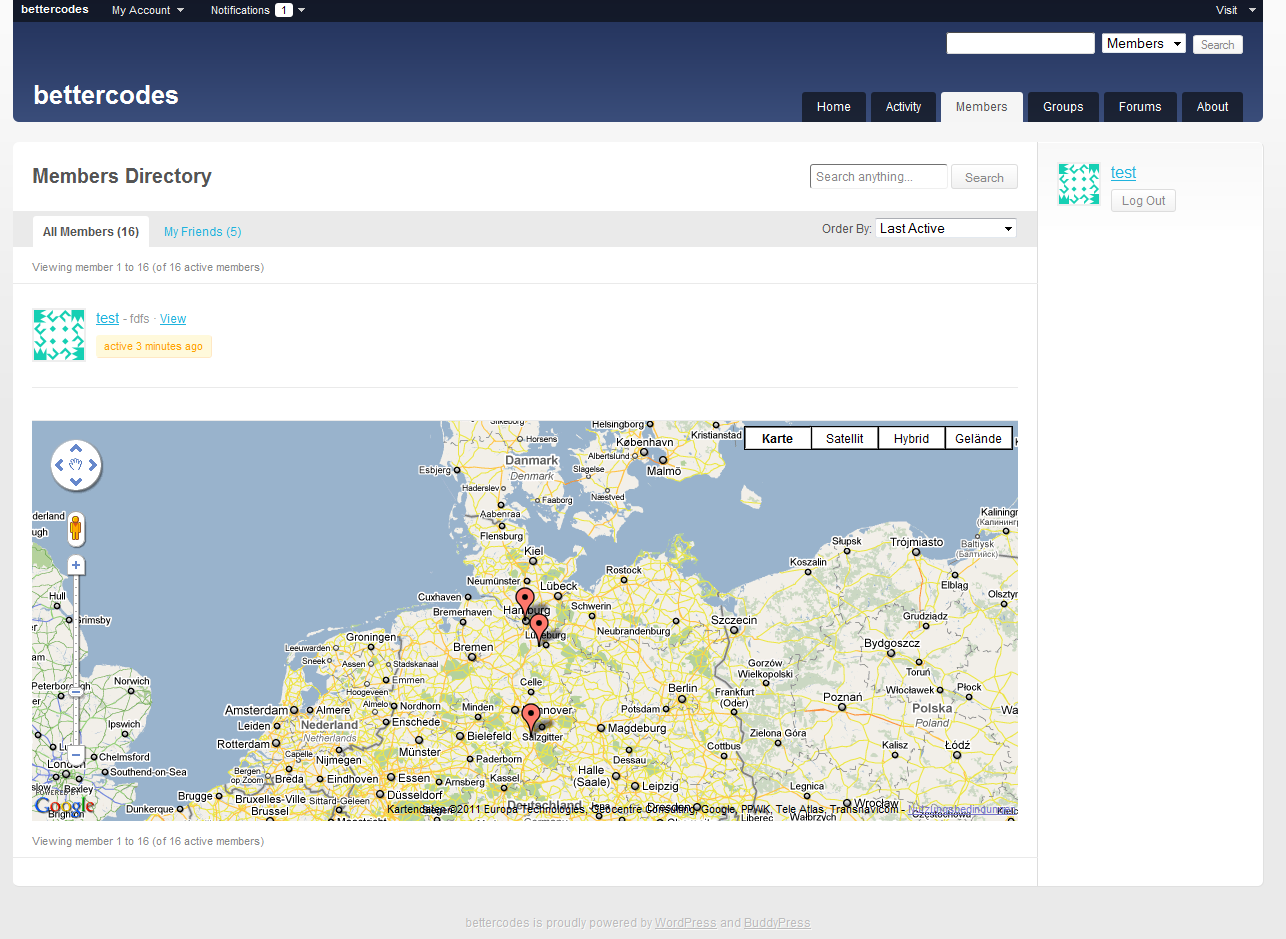 bettercodes My Account Notifications 1 Visit
Members Search
bettercodes
Home Activity Members Groups Forums About
Members Directory
Search anything... Search
test
Log Out
All Members (16) My Friends (5)
Order By: Last Active
Viewing member 1 to 16 (of 16 active members)
test - fdfs · View
active 3 minutes ago
Karte Satellit Hybrid Gelände
Helsingborg
Kristianstad
Horsens
København
Danmark
Denmark
Albertslund
Slagelse
Malmö
Esbjerg
Haderslev
Faaborg
Næstved
Aabenraa
Flensburg
Kiel
Słupsk
Trójmiasto
Baltiysk
(Балтийск)
Koszalin
Elbląg
Rostock
Neumünster
Lübeck
Cuxhaven
Bremerhaven
Schwerin
Hull
Grimsby
Neubrandenburg
Szczecin
Grudziądz
Groningen
Leeuwarden
Bremen
Bydgoszcz
Sneek
Assen
Stadskanaal
Emmen
Gorzów
Wielkopolski
Toruń
Hoogeveen
Norwich
Celle
Berlin
Frankfurt
(Oder)
Włocławek
Płock
Almelo
Nordhorn
Minden
Potsdam
Poznań
Amsterdam
Almere
Polska
Poland
Leiden
Nederland
Netherlands
Enschede
Bielefeld
Salzgitter
Magdeburg
Ipswich
Rotterdam
Zielona Góra
Kalisz
Łódź
Chelmsford
Capelle
Nijmegen
Münster
Paderborn
Dessau
Cottbus
Southend-on-Sea
Bergen
op Zoom
Breda
Eindhoven
Essen
Arnsberg
Kassel
Halle
(Saale)
Leipzig
Legnica
Bexley
Brugge
Bruxelles-Ville
Brussel
Sittard-Geleen
Düsseldorf
Dunkerque
Deutschland
Jena
Dresden
Wrocław
POWERED BY
Google
Kartendaten ©2011 Europa Technologies, Geocentre Consulting, Google, PPWK, Tele Atlas, Transnavicom - Nutzungsbedingungen
Liberec
Wałbrzych
Częstochowa
Viewing member 1 to 16 (of 16 active members)
bettercodes is proudly powered by WordPress and BuddyPress